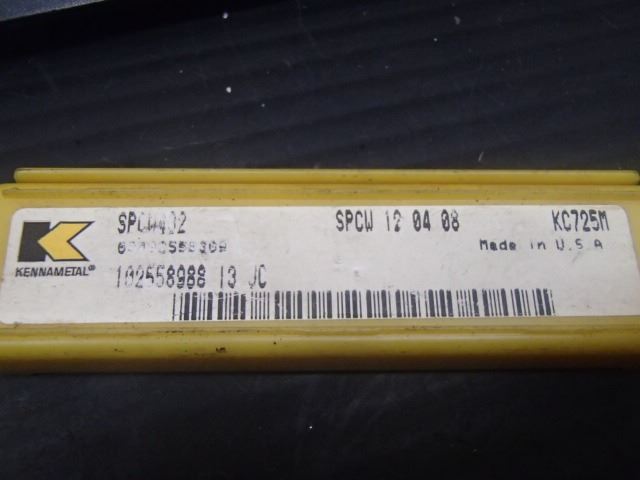 SPCW432 SPCW 12 04 08 KC725M
Made in U.S.A
KENNAMETAL®
102558988 13 JC